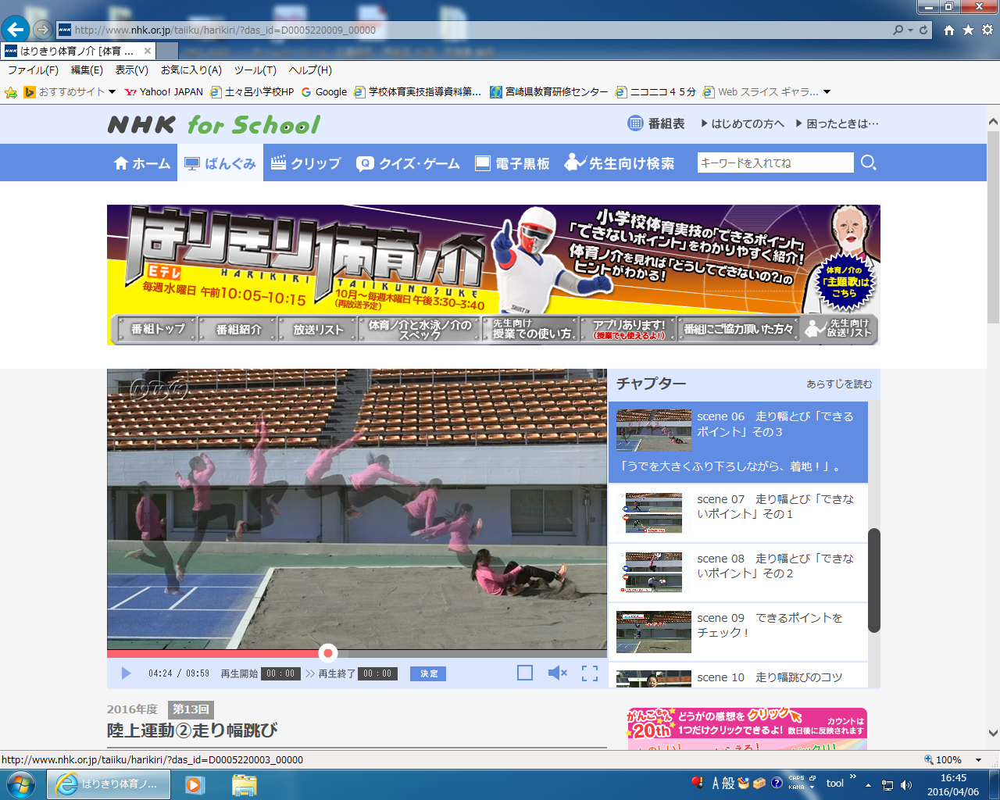 http://www.nhk.or.jp/taiiku/harikiri/?das_id=D0005220009_00000
NHK はりきり体育ノ介 [体育 ...
ファイル(F) 編集(E) 表示(V) お気に入り(A) ツール(T) ヘルプ(H)
おすすめサイト Yahoo! JAPAN 土々呂小学校HP Google 学校体育実技指導資料第... 宮崎県教育研修センター ニコニコ４５分 Web スライス ギャラ...
NHK for School
番組表 はじめての方へ 困ったときは…
ホーム ばんぐみ クリップ クイズ・ゲーム 電子黒板 先生向け検索 キーワードを入れてね
はりきり体育ノ介
HARIKIRI TAIIKUNOSUKE
Eテレ
毎週水曜日 午前10:05-10:15
10月～毎週木曜日 午後3:30-3:40
(再放送予定)
小学校体育実技の「できるポイント」
「できないポイント」をわかりやすく紹介！
体育ノ介を見れば「どうしてできないの?」の
ヒントがわかる！
SHUT IN
体育ノ介の
「主題歌」は
こちら
番組トップ
番組紹介
放送リスト
体育ノ介と水泳ノ介の
スペック
先生向け
授業での使い方
アプリあります!
(授業でも使えるよ!)
番組にご協力頂いた方々
先生向け
放送リスト
NHK
チャプター あらすじを読む
scene 06 走り幅とび「できる
ポイント」その３
「うでを大きくふり下ろしながら、着地！」。
scene 07 走り幅とび「できな
いポイント」その１
scene 08 走り幅とび「できな
いポイント」その２
scene 09 できるポイントを
チェック！
scene 10 走り幅跳びのコツ
04:24 / 09:59 再生開始 00:00 >> 再生終了 00:00 決定
2016年度 第13回
陸上運動②走り幅跳び
がんこちゃん
20th
どうがの感想を クリック
1つだけクリックできるよ!
カウントは
数日後に反映されます
http://www.nhk.or.jp/taiiku/harikiri/?das_id=D0005220003_00000
100%
はりきり体育ノ...
A 般 CAPS KANA tool
16:45
2016/04/06